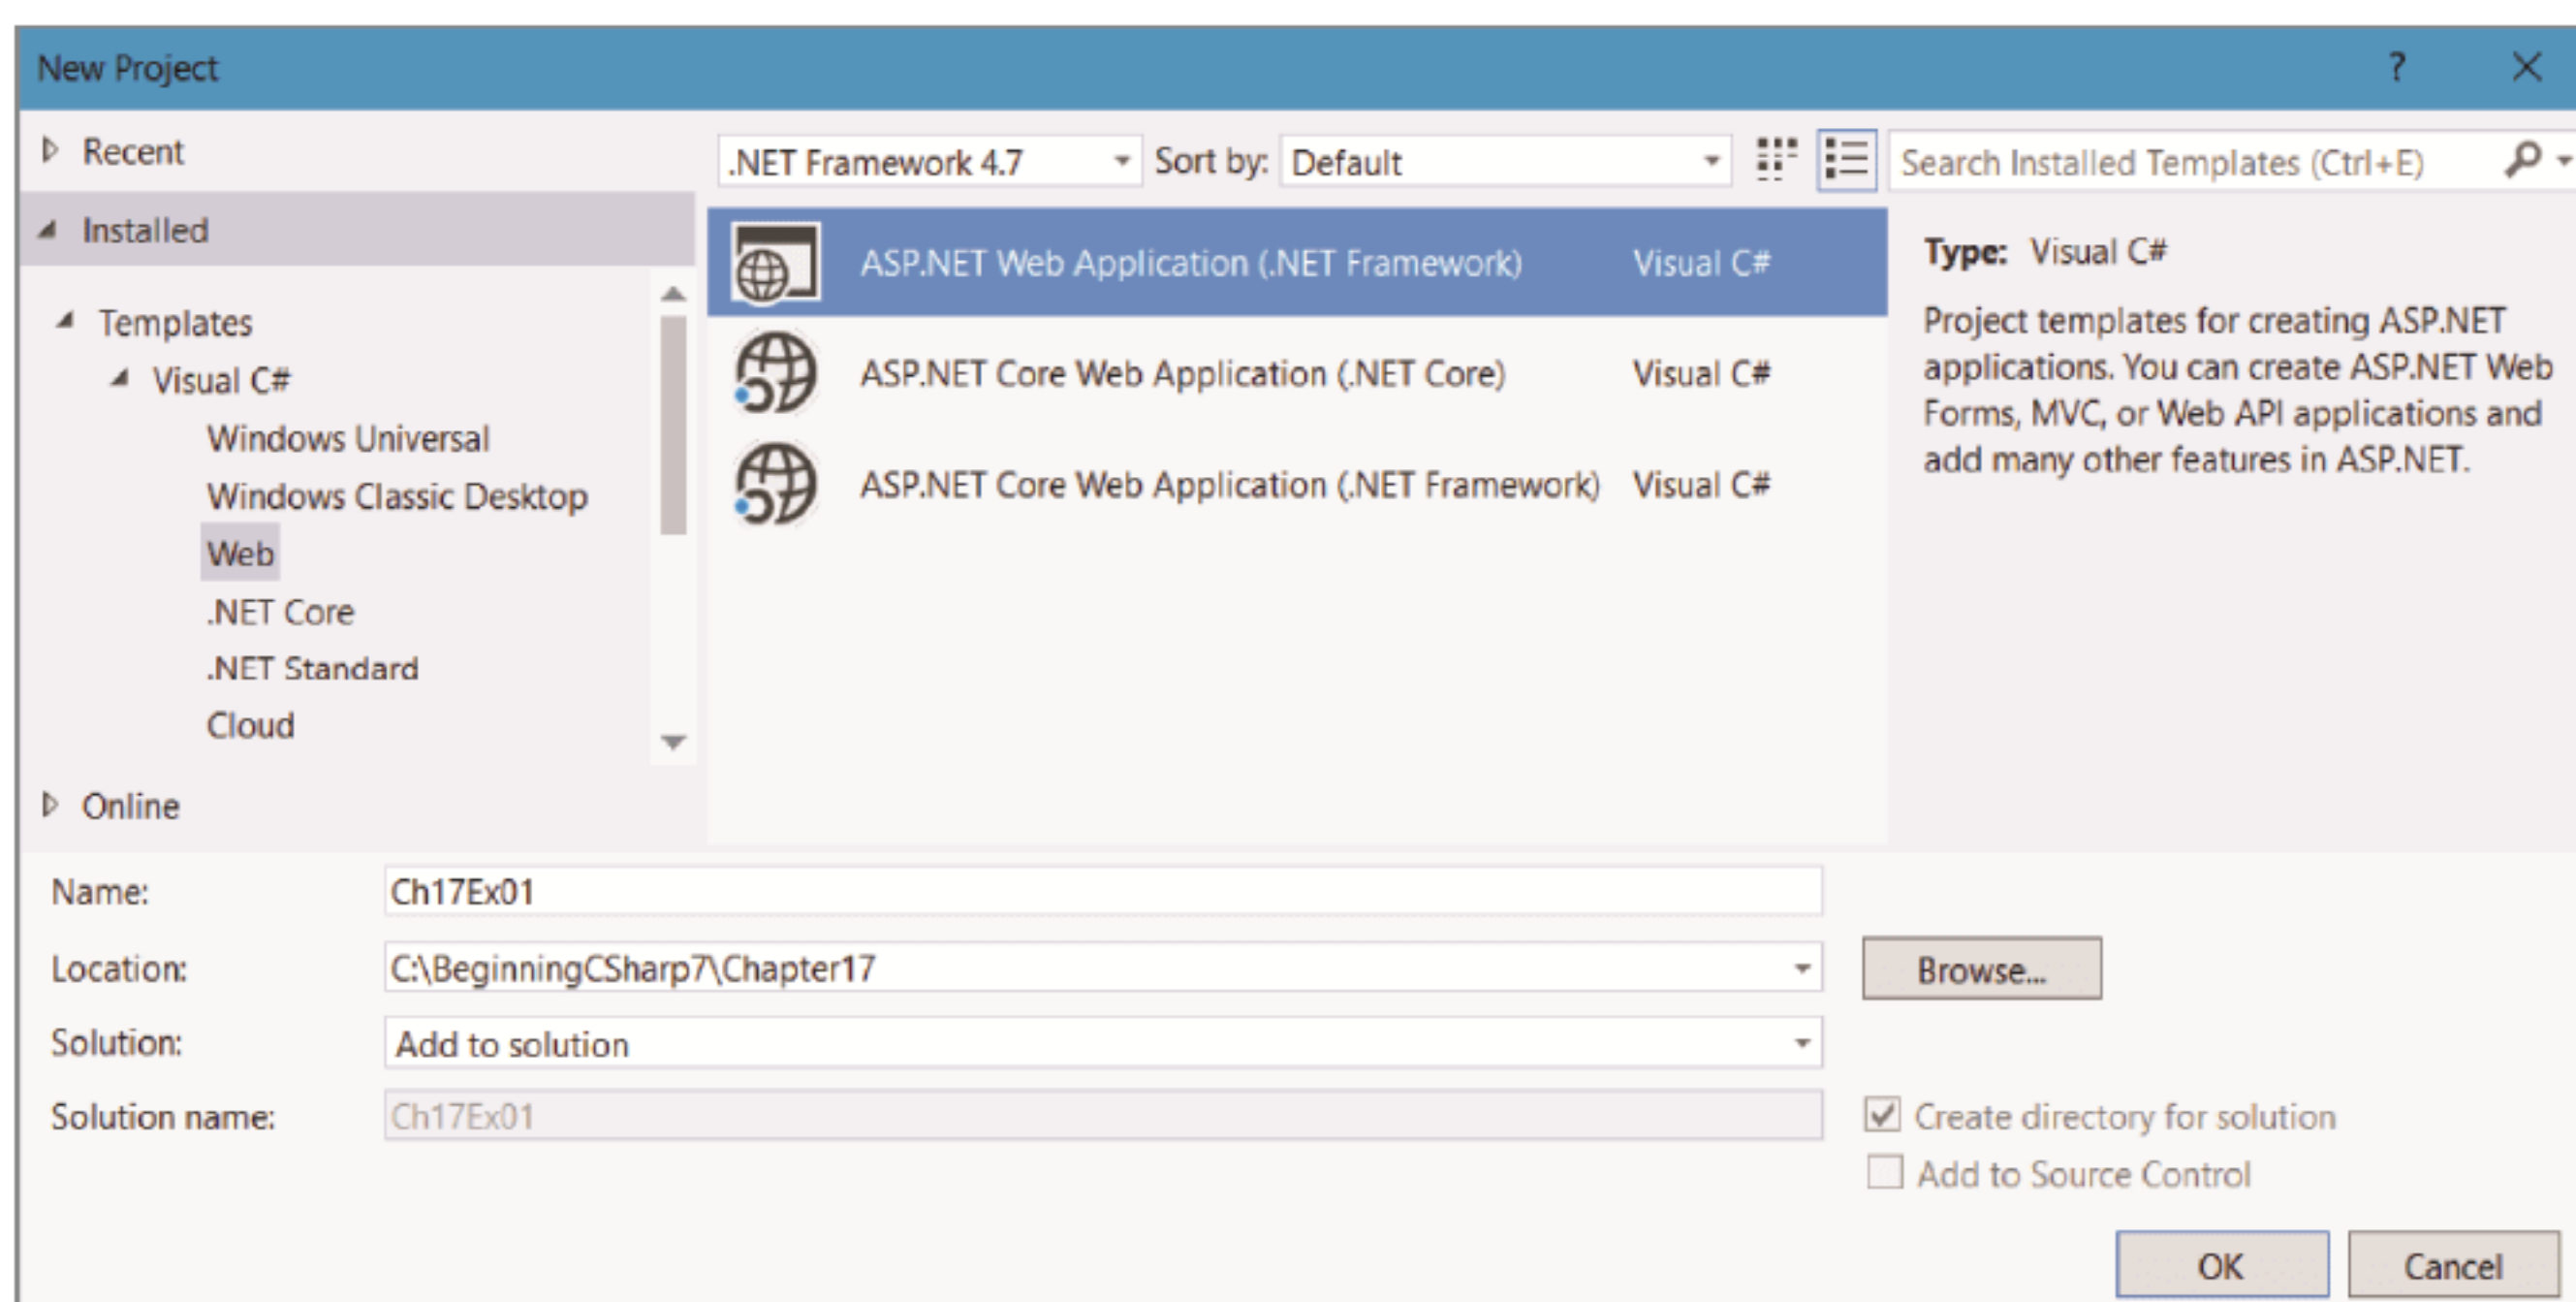 New Project
?
Recent
Installed
Templates
Visual C#
Windows Universal
Windows Classic Desktop
Web
.NET Core
.NET Standard
Cloud
Online
.NET Framework 4.7
Sort by: Default
Search Installed Templates (Ctrl+E)
ASP.NET Web Application (.NET Framework) Visual C#
ASP.NET Core Web Application (.NET Core) Visual C#
ASP.NET Core Web Application (.NET Framework) Visual C#
Type: Visual C#
Project templates for creating ASP.NET
applications. You can create ASP.NET Web
Forms, MVC, or Web API applications and
add many other features in ASP.NET.
Name: Ch17Ex01
Location: C:\BeginningCSharp7\Chapter17
Browse...
Solution: Add to solution
Solution name: Ch17Ex01
Create directory for solution
Add to Source Control
OK
Cancel